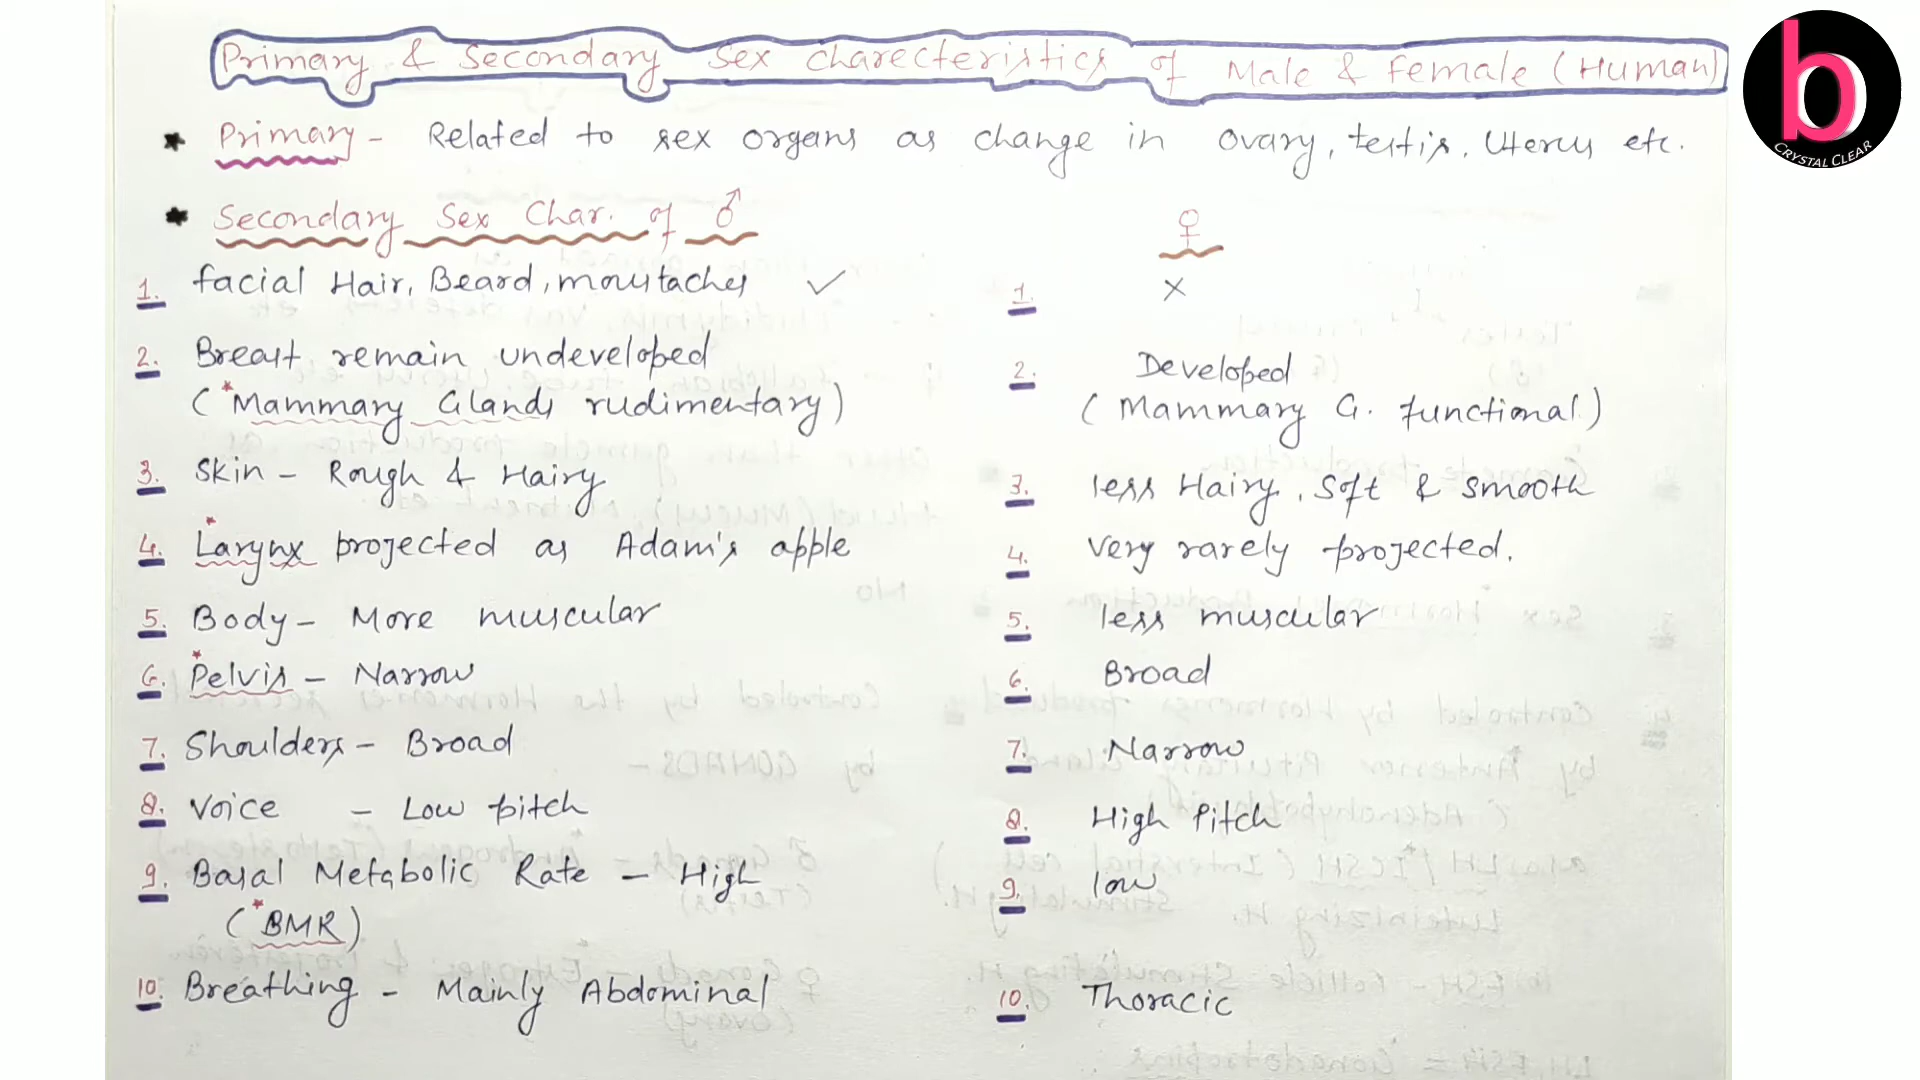 Primary & Secondary Sex Charecteristics of Male & Female (Human)
* Primary - Related to sex organs as change in Ovary, testis, Uterus etc.
* Secondary Sex Char. of ♂ ♀
1. facial Hair, Beard, moustaches ✓ 1. ×
2. Breast remain undeveloped 2. Developed
(*Mammary Glands rudimentary) (Mammary G. functional)
3. Skin - Rough & Hairy 3. less Hairy, Soft & smooth
4. *Larynx projected as Adam's apple 4. very rarely projected.
5. Body - More muscular 5. less muscular
6. *Pelvis - Narrow 6. Broad
7. Shoulders - Broad 7. Narrow
8. Voice - Low pitch 8. High Pitch
9. Basal Metabolic Rate - High 9. low
(*BMR)
10. Breathing - Mainly Abdominal 10. Thoracic
b
CRYSTAL CLEAR